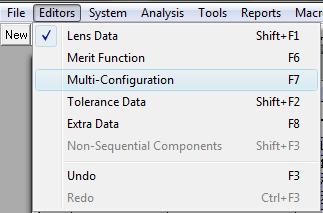 File Editors System Analysis Tools Reports
New
Lens Data Shift+F1
Merit Function F6
Multi-Configuration F7
Tolerance Data Shift+F2
Extra Data F8
Non-Sequential Components Shift+F3
Undo F3
Redo Ctrl+F3